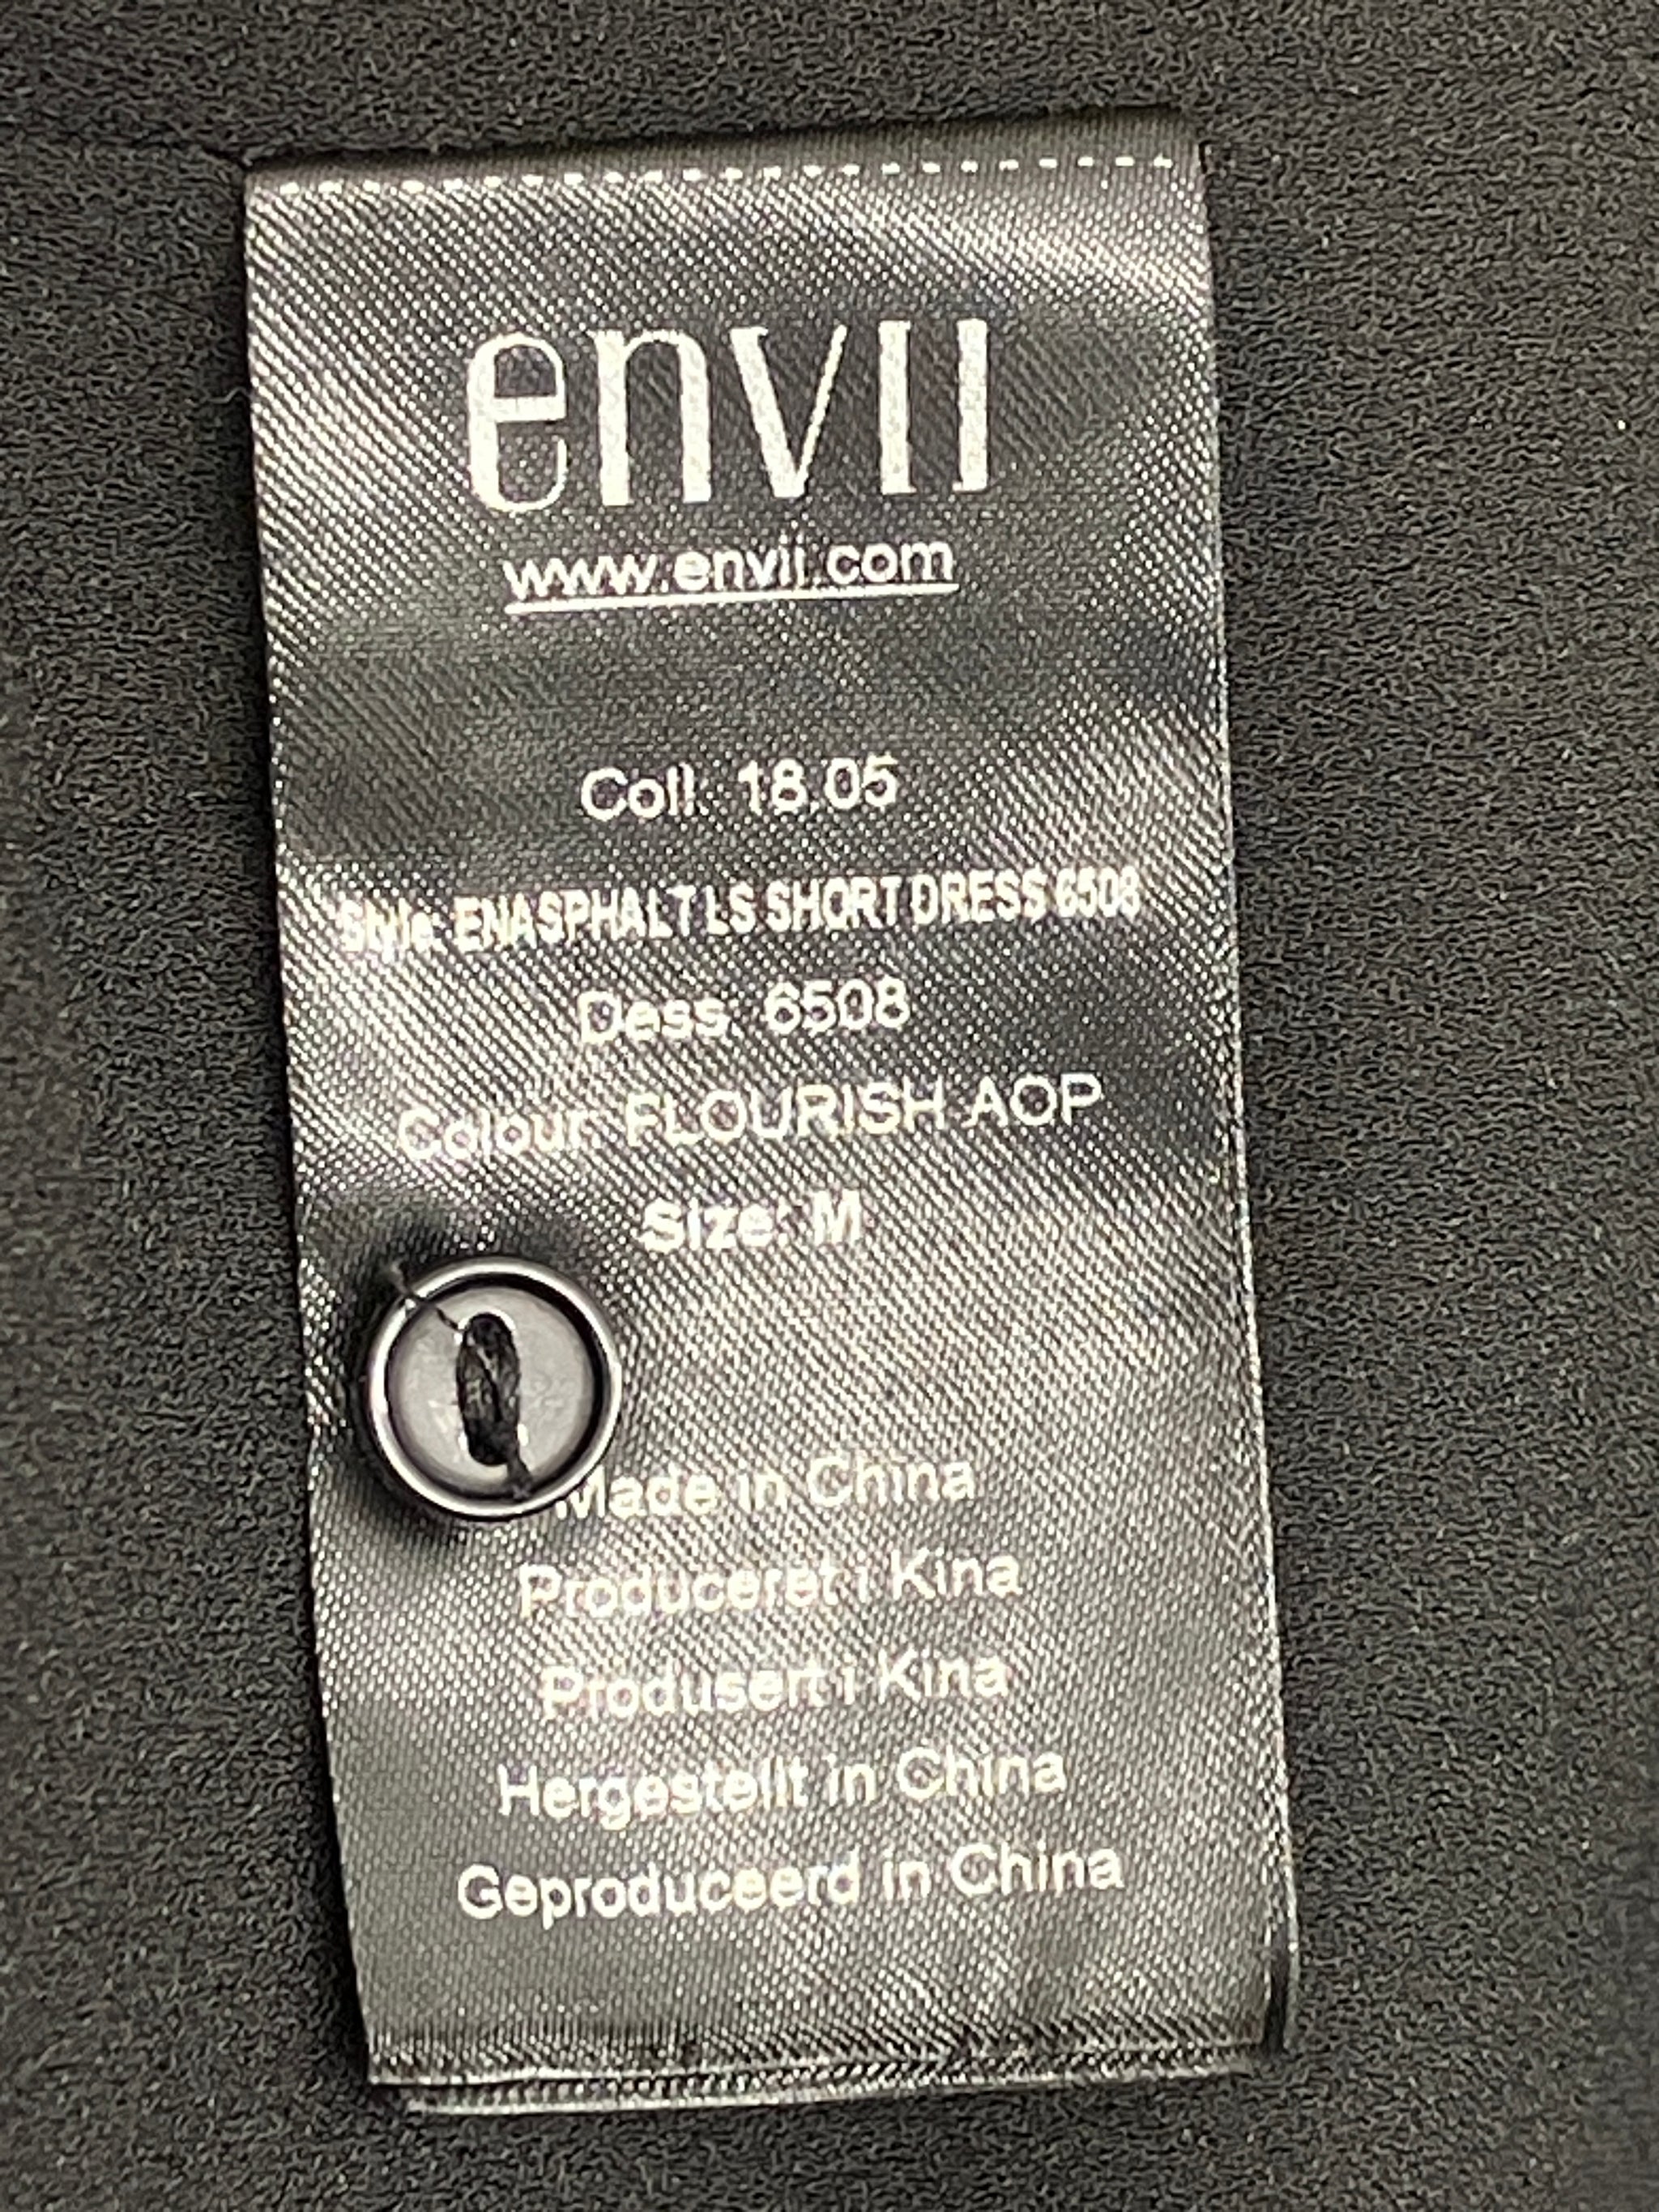 envii
www.envii.com
Coll: 18.05
Style: ENASPHALT LS SHORT DRESS 6508
Dess: 6508
Colour: FLOURISH AOP
Size: M
Made in China
Produceret i Kina
Produsert i Kina
Hergestellt in China
Geproduceerd in China